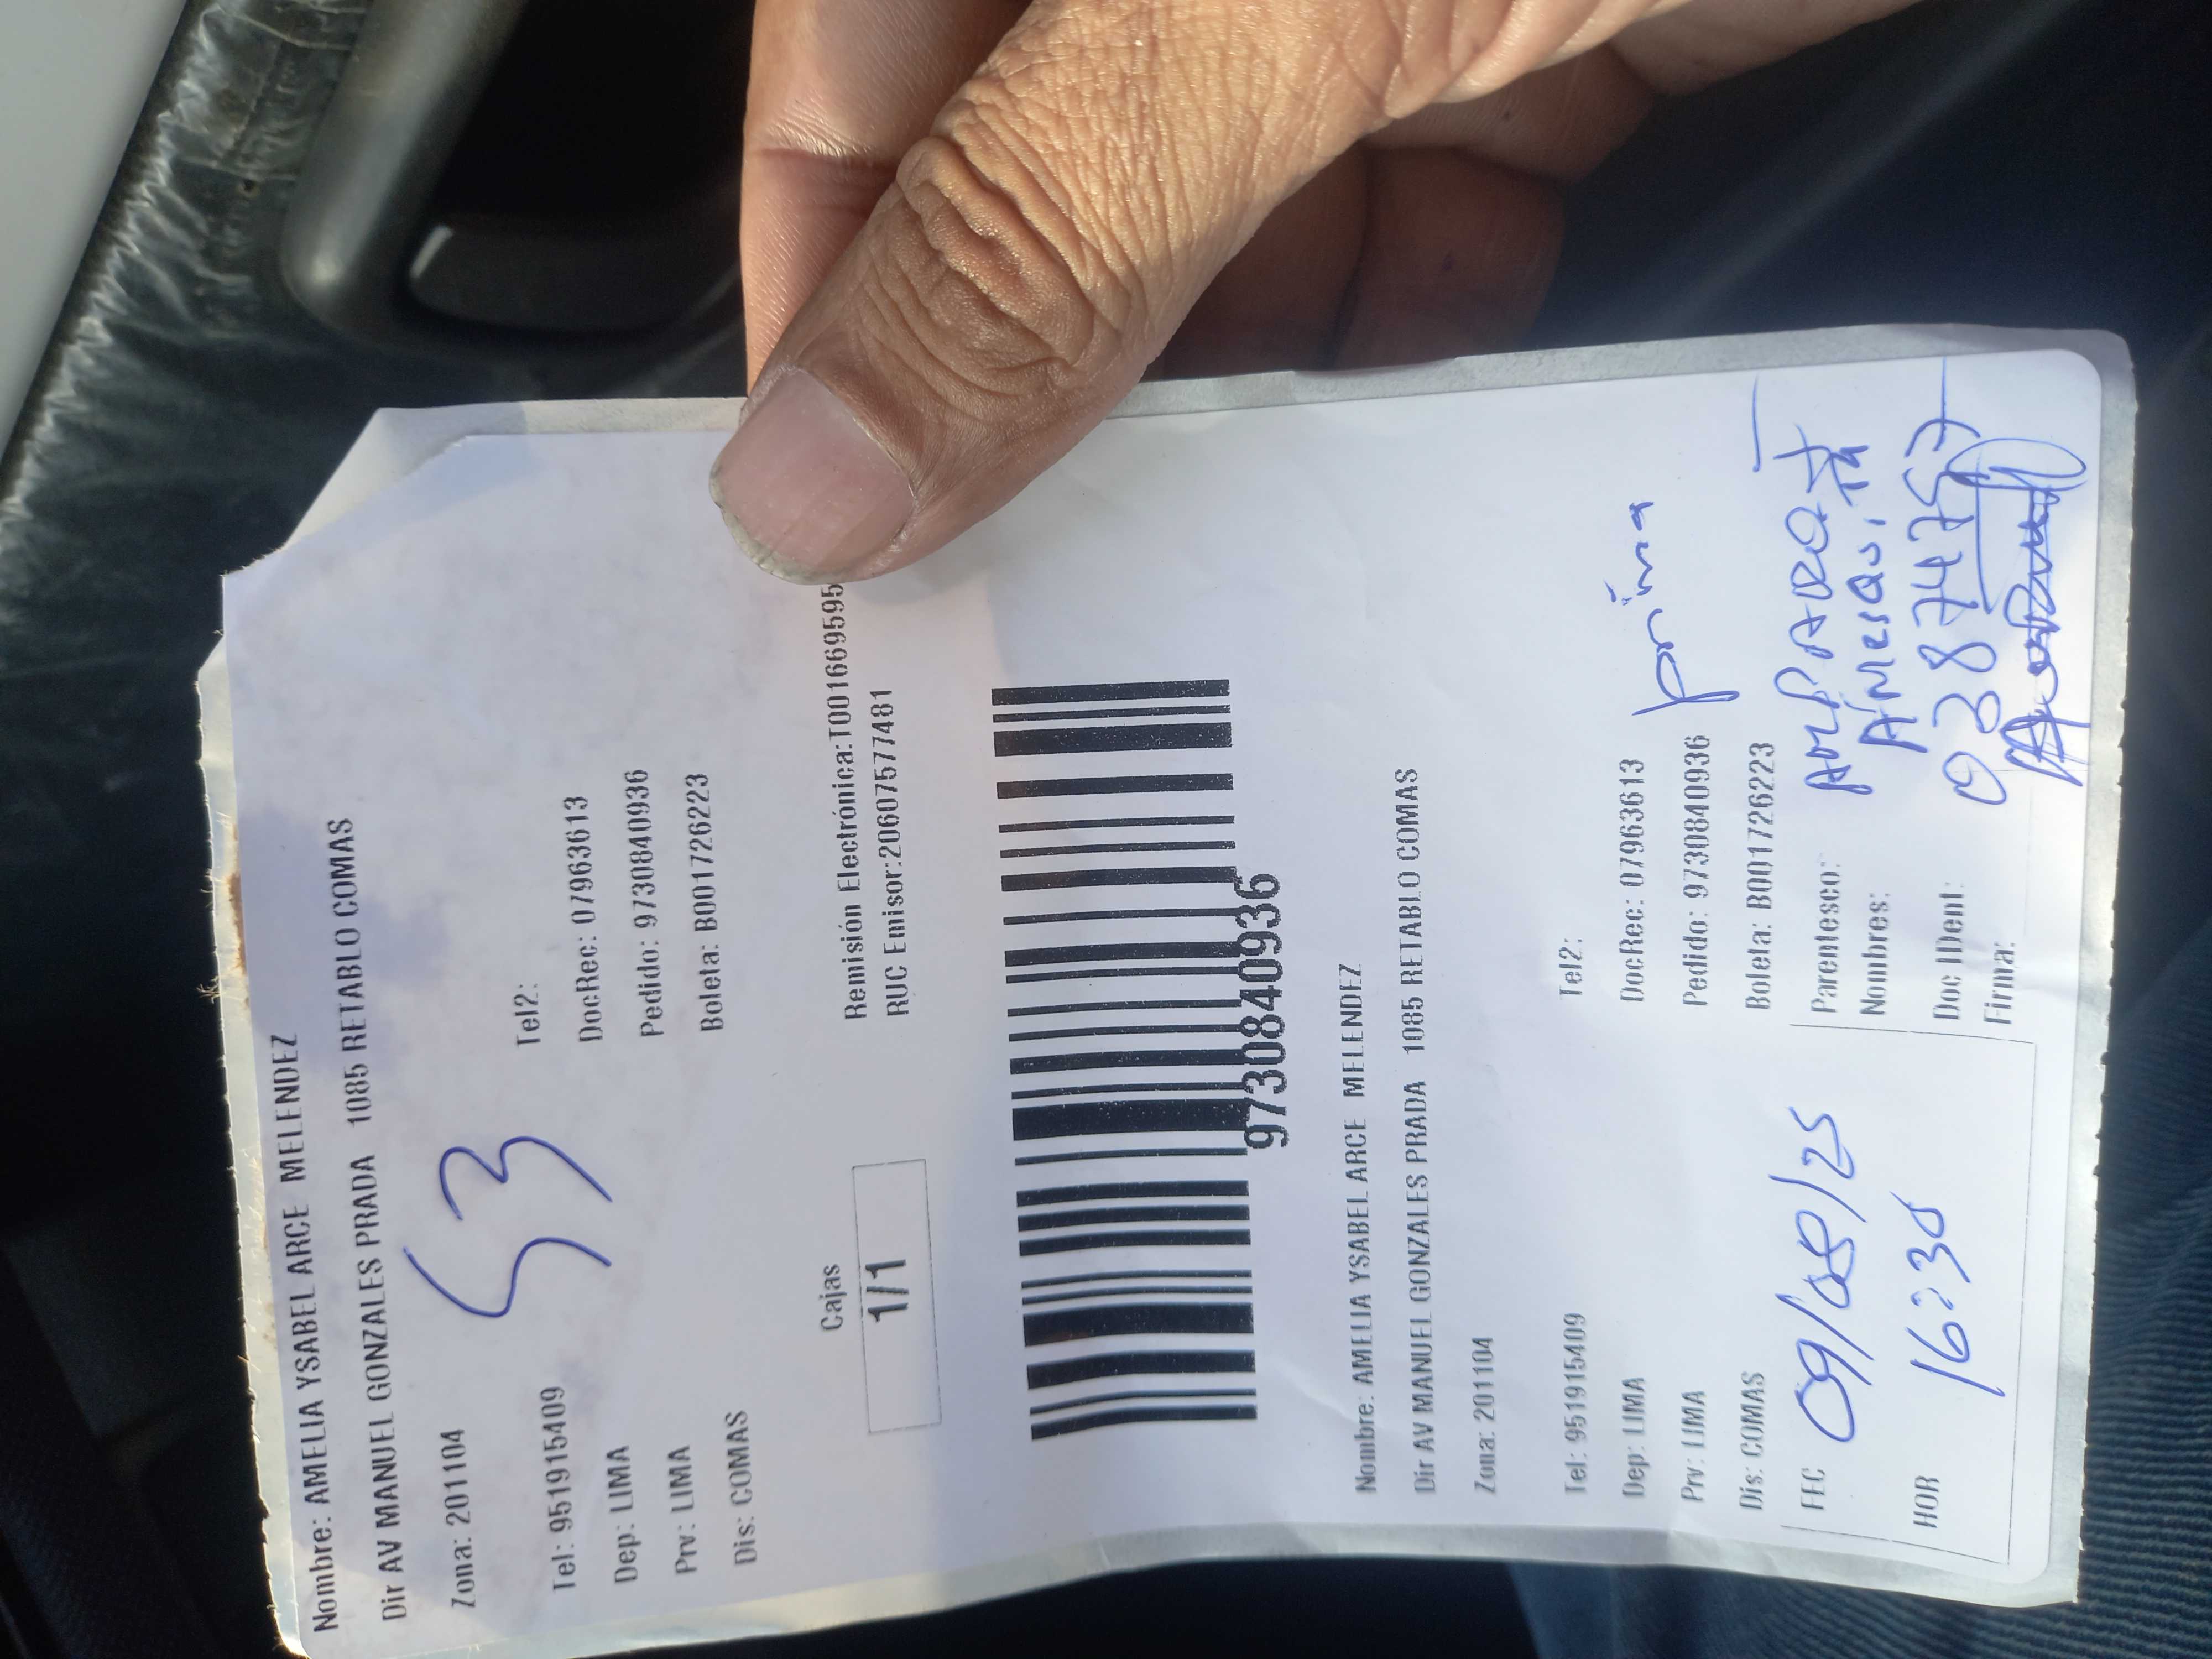 Nombre: AMELIA YSABEL ARCE MELENDEZ
Dir AV MANUEL GONZALES PRADA 1085 RETABLO COMAS
Zona: 201104
53
Tel: 951915409 Tel2:
Dep: LIMA DocRec: 07963613
Prv: LIMA Pedido: 9730840936
Dis: COMAS Boleta: B001726223
Cajas
1/1
Remisión Electrónica:T001669595
RUC Emisor:20607577481
9730840936
Nombre: AMELIA YSABEL ARCE MELENDEZ
Dir AV MANUEL GONZALES PRADA 1085 RETABLO COMAS
Zona: 201104
Tel: 951915409 Tel2:
Dep: LIMA DocRec: 07963613
Prv: LIMA Pedido: 9730840936
Dis: COMAS Boleta: B001726223
prima
FEC 09/08/25
HOR 16:30
Parentesco:
Nombres:
Doc IDent:
Firma: